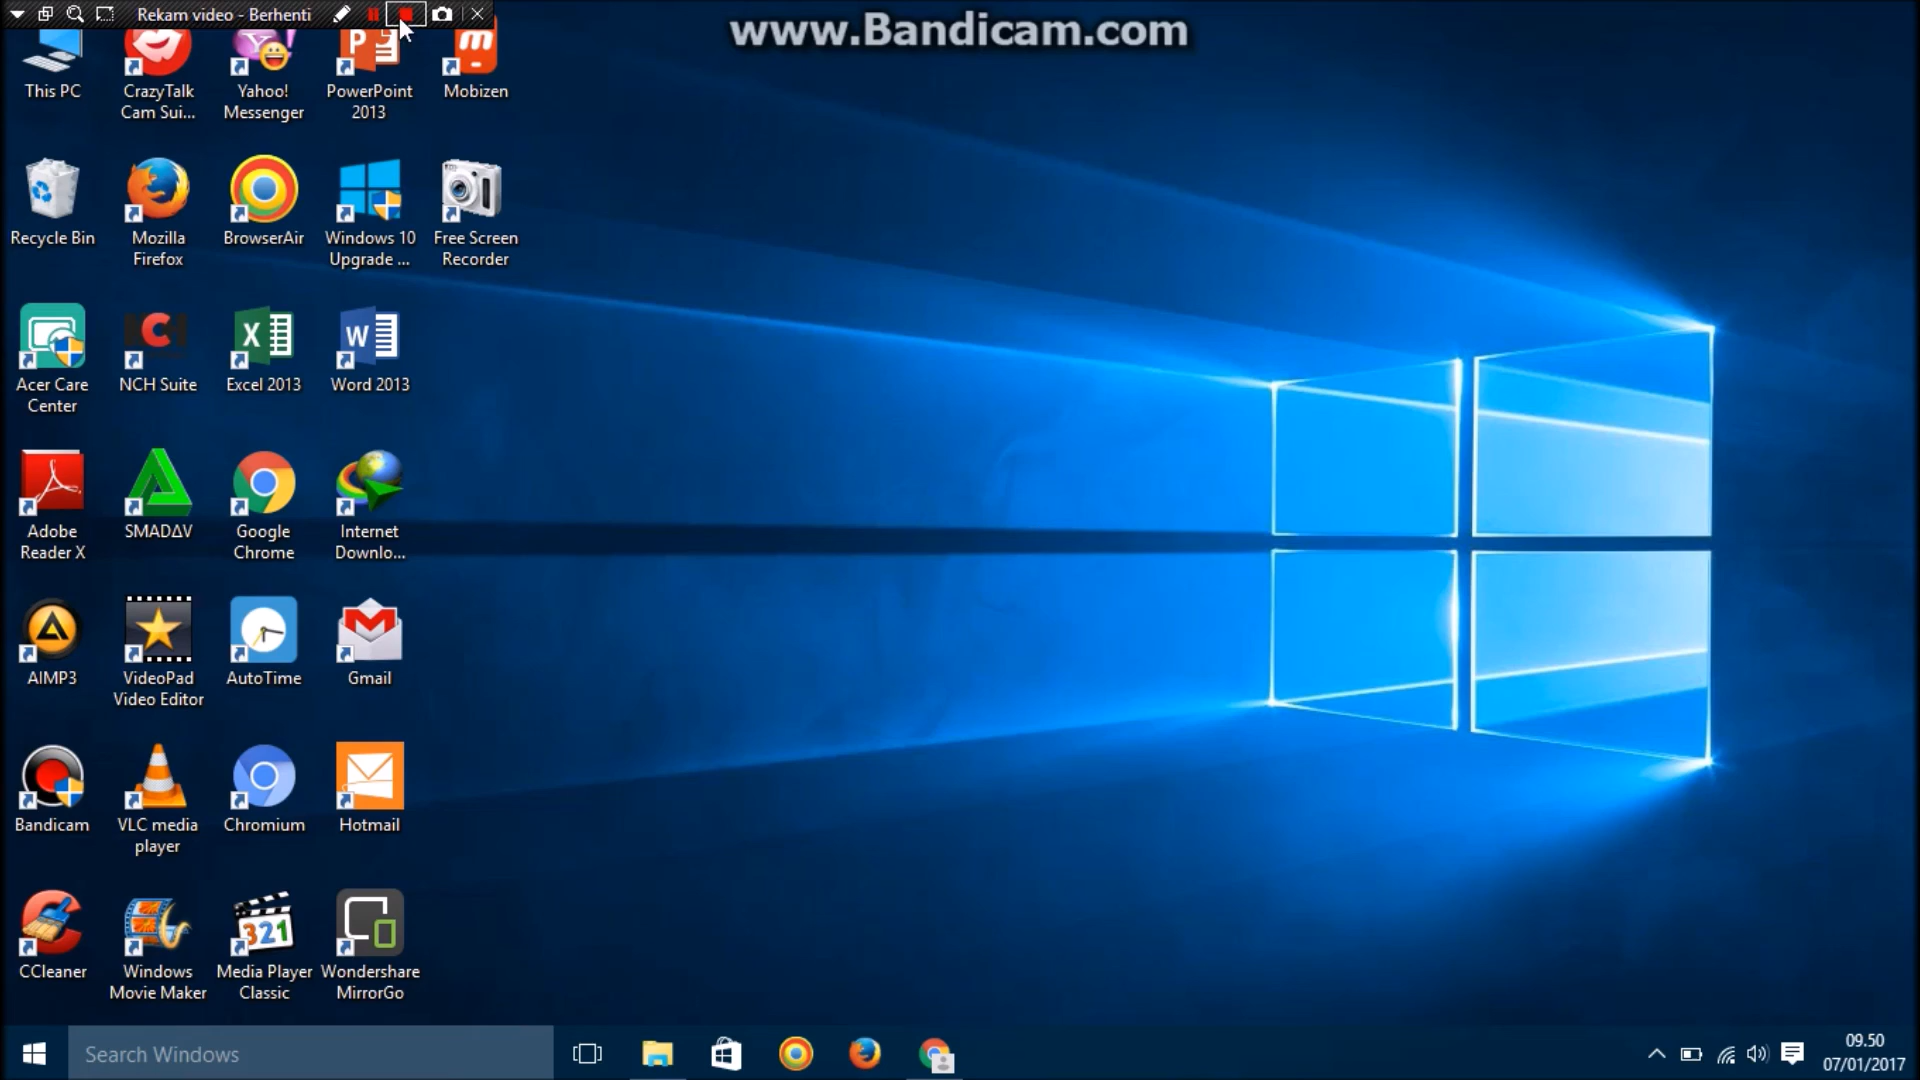 Rekam video - Berhenti
www.Bandicam.com
This PC
CrazyTalk
Cam Sui...
Yahoo!
Messenger
PowerPoint
2013
Mobizen
Recycle Bin
Mozilla
Firefox
BrowserAir
Windows 10
Upgrade ...
Free Screen
Recorder
Acer Care
Center
NCH Suite
Excel 2013
Word 2013
Adobe
Reader X
SMADΔV
Google
Chrome
Internet
Downlo...
AIMP3
VideoPad
Video Editor
AutoTime
Gmail
Bandicam
VLC media
player
Chromium
Hotmail
321
CCleaner
Windows
Movie Maker
Media Player
Classic
Wondershare
MirrorGo
Search Windows
09.50
07/01/2017